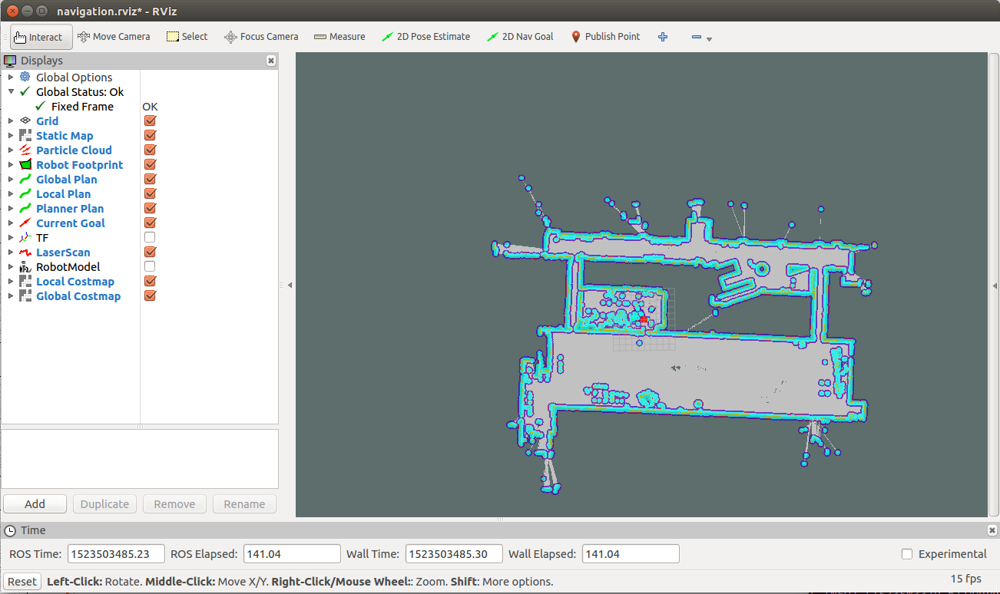 navigation.rviz* - RViz
Interact Move Camera Select Focus Camera Measure 2D Pose Estimate 2D Nav Goal Publish Point
Displays
Global Options
Global Status: Ok
Fixed Frame OK
Grid
Static Map
Particle Cloud
Robot Footprint
Global Plan
Local Plan
Planner Plan
Current Goal
TF
LaserScan
RobotModel
Local Costmap
Global Costmap
Add Duplicate Remove Rename
Time
ROS Time: 1523503485.23 ROS Elapsed: 141.04 Wall Time: 1523503485.30 Wall Elapsed: 141.04 Experimental
Reset Left-Click: Rotate. Middle-Click: Move X/Y. Right-Click/Mouse Wheel:: Zoom. Shift: More options. 15 fps